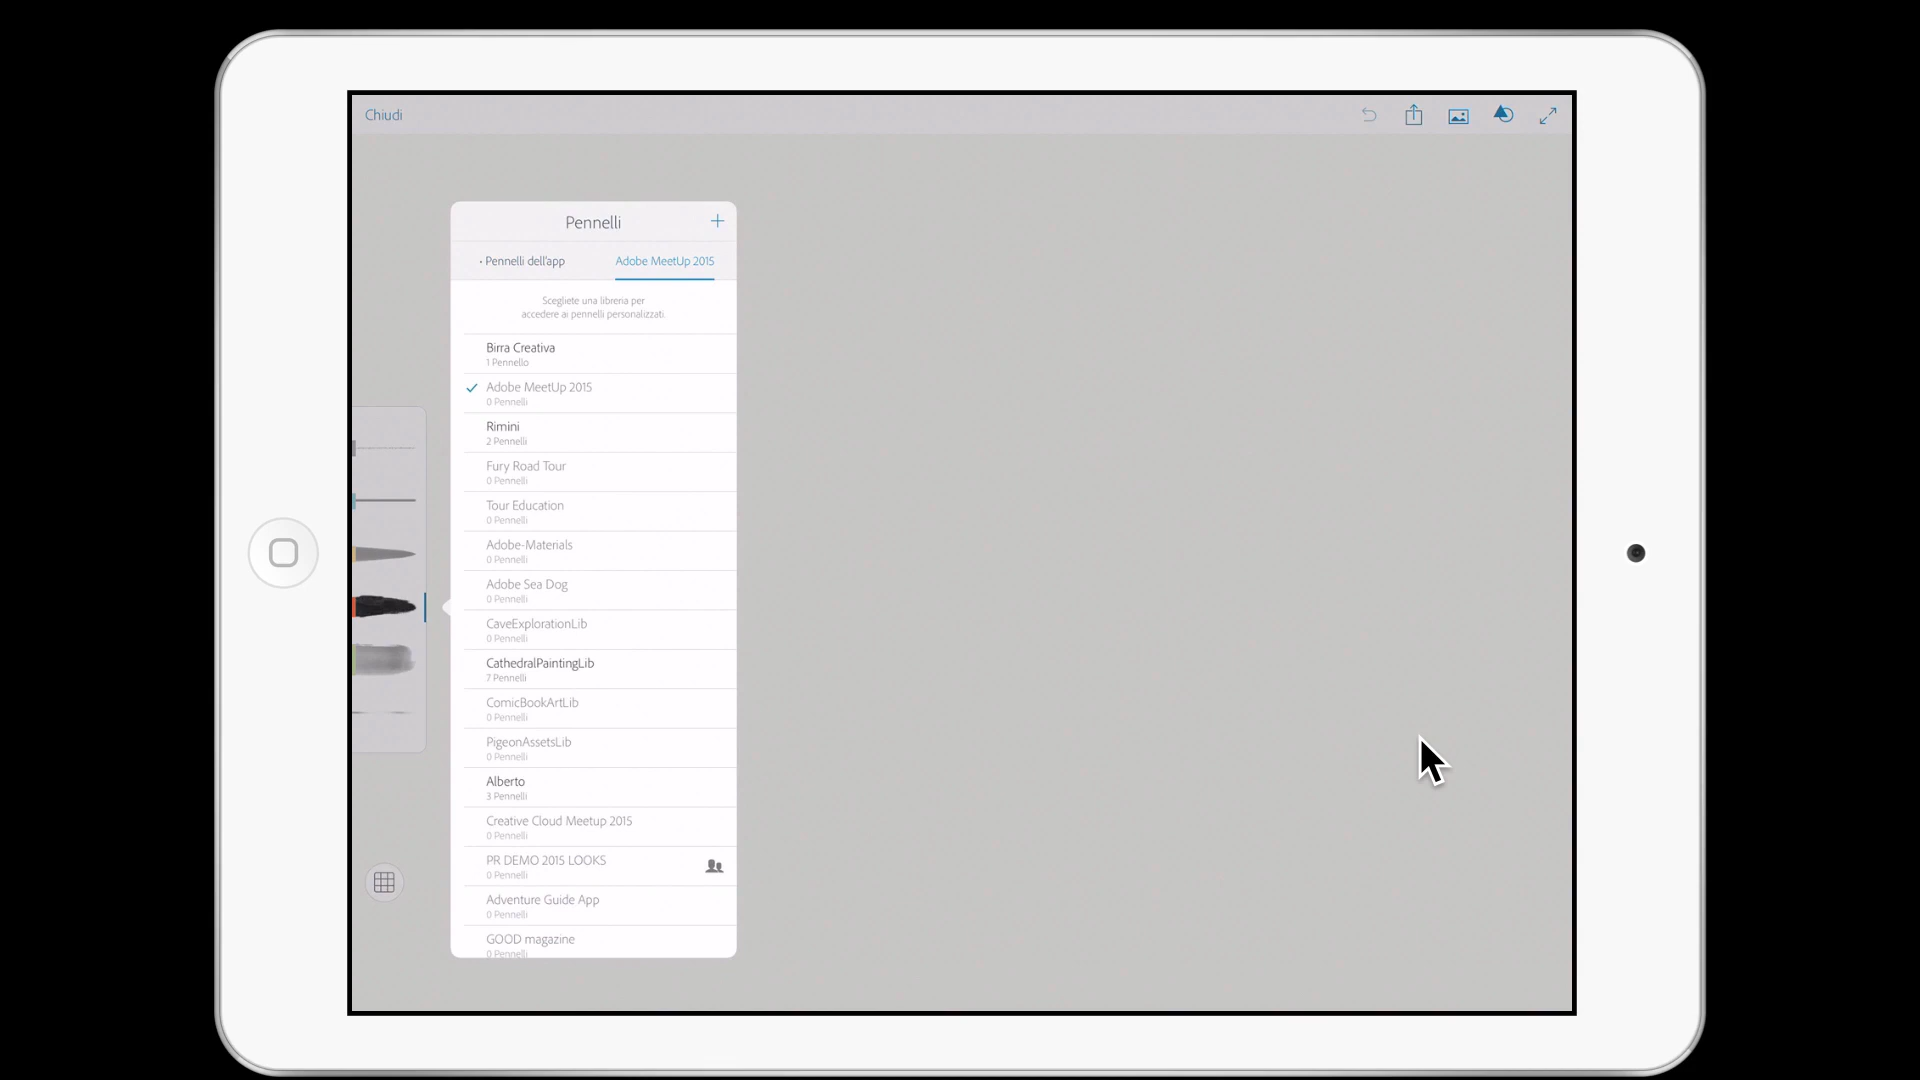 Chiudi
Pennelli
• Pennelli dell'app
Adobe MeetUp 2015
Scegliete una libreria per
accedere ai pennelli personalizzati.
Birra Creativa
1 Pennello
Adobe MeetUp 2015
0 Pennelli
Rimini
2 Pennelli
Fury Road Tour
0 Pennelli
Tour Education
0 Pennelli
Adobe-Materials
0 Pennelli
Adobe Sea Dog
0 Pennelli
CaveExplorationLib
0 Pennelli
CathedralPaintingLib
7 Pennelli
ComicBookArtLib
0 Pennelli
PigeonAssetsLib
0 Pennelli
Alberto
3 Pennelli
Creative Cloud Meetup 2015
0 Pennelli
PR DEMO 2015 LOOKS
0 Pennelli
Adventure Guide App
0 Pennelli
GOOD magazine
0 Pennelli